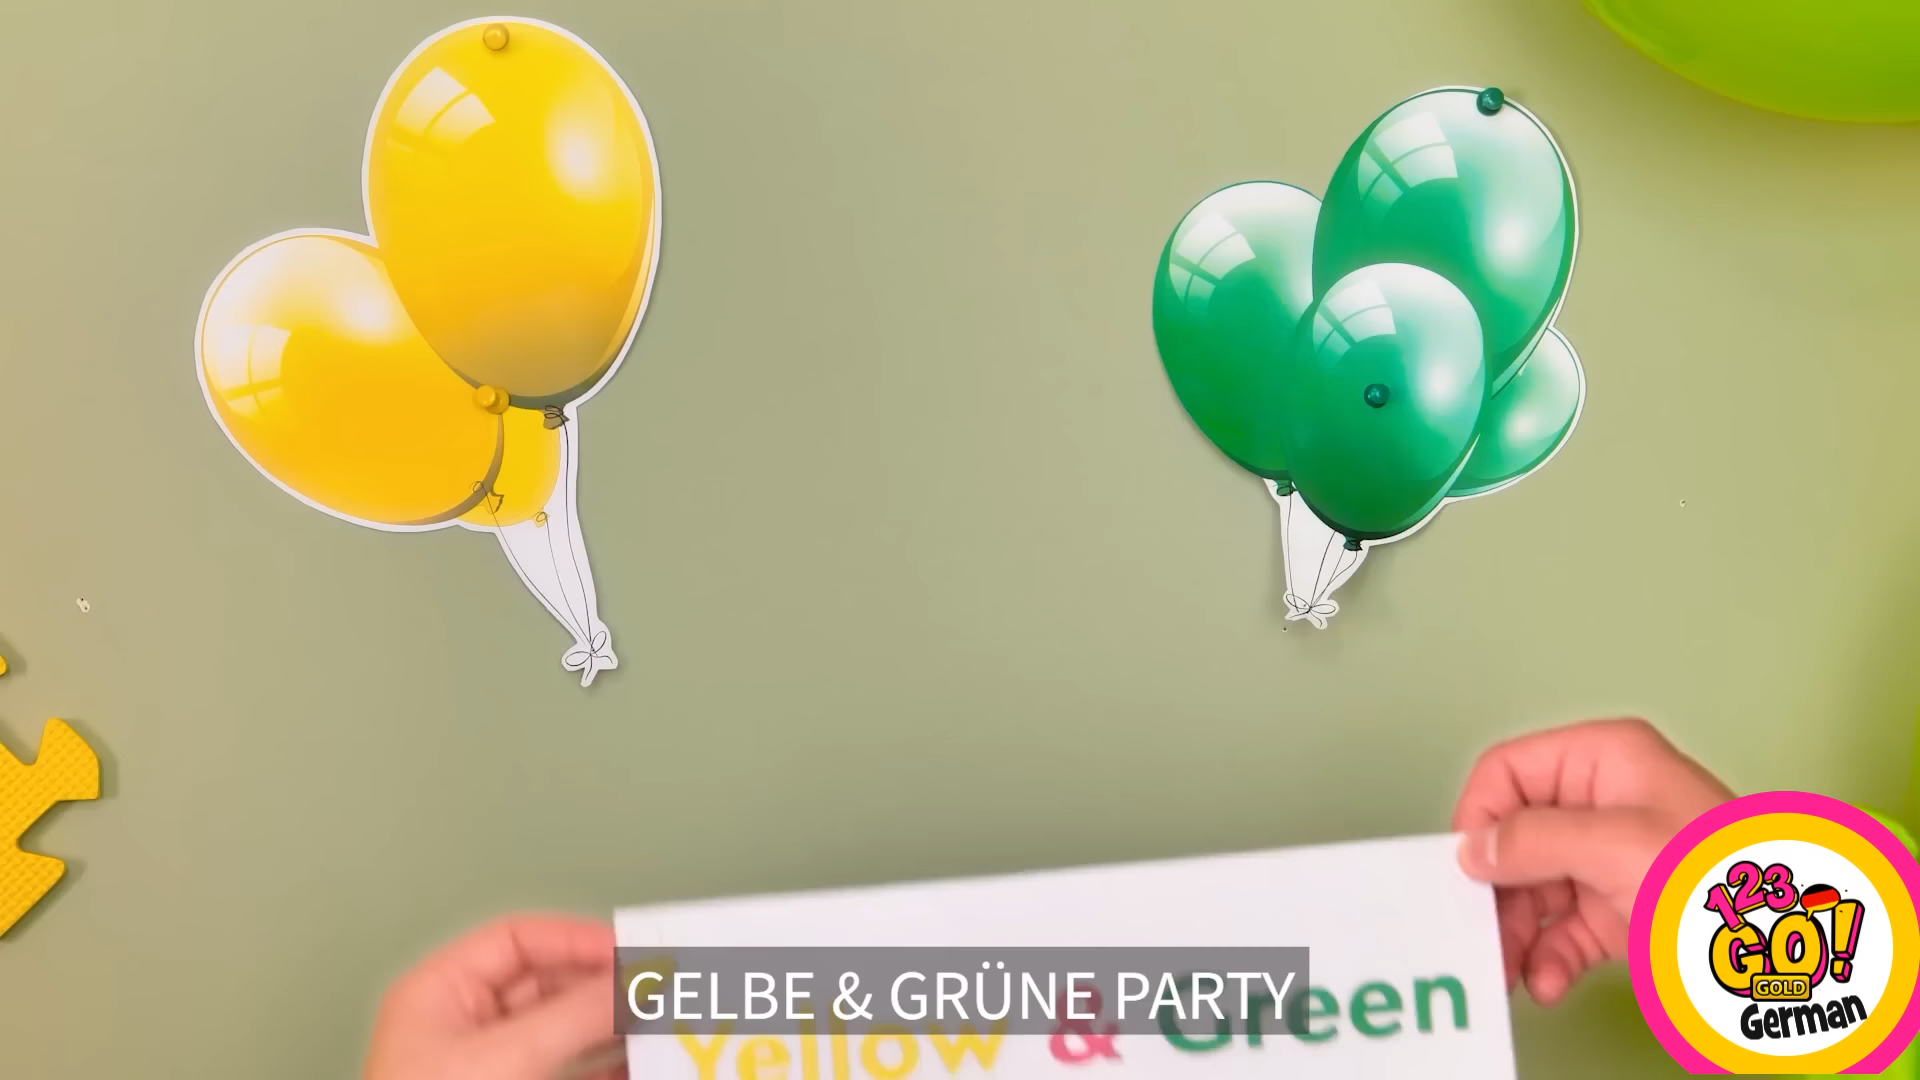 GELBE & GRÜNE PARTY
Yellow & Green
123
GO!
GOLD
German